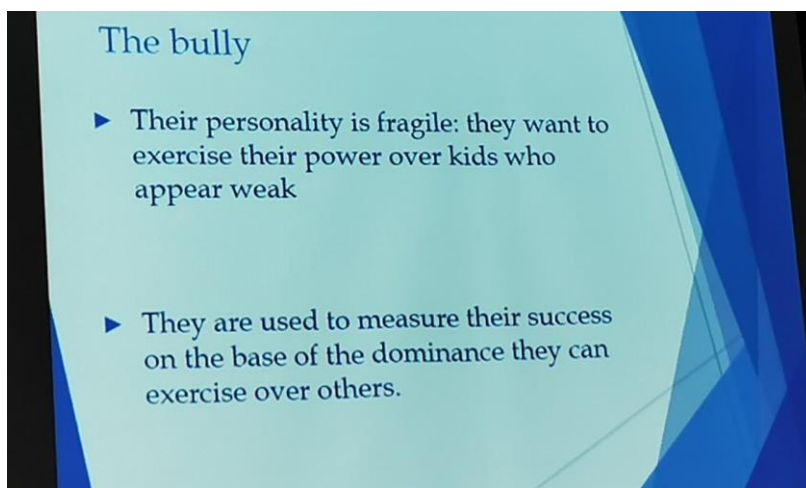 The bully
► Their personality is fragile: they want to
exercise their power over kids who
appear weak
► They are used to measure their success
on the base of the dominance they can
exercise over others.